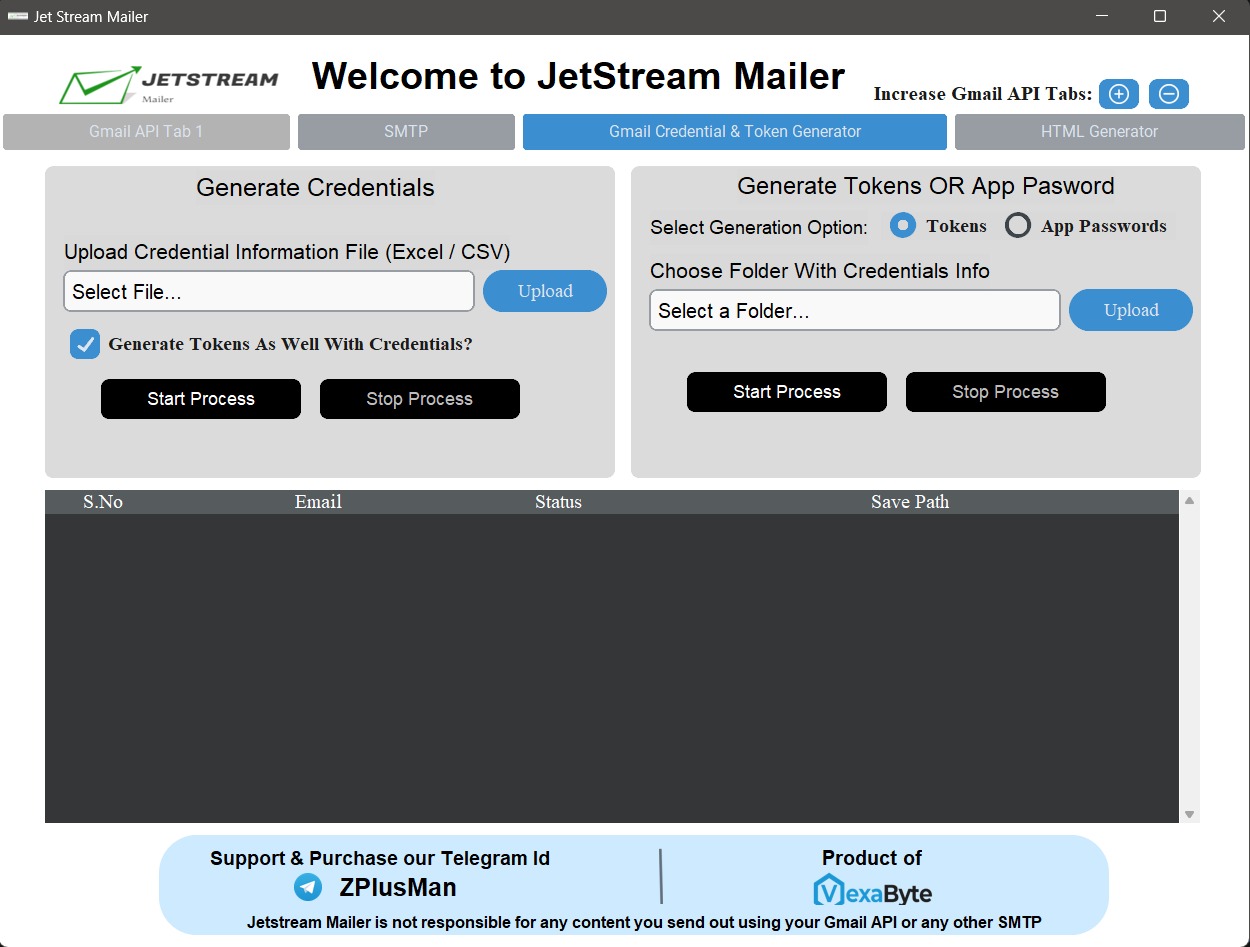 Jet Stream Mailer
JETSTREAM
Mailer
Welcome to JetStream Mailer
Increase Gmail API Tabs:
Gmail API Tab 1
SMTP
Gmail Credential & Token Generator
HTML Generator
Generate Credentials
Upload Credential Information File (Excel / CSV)
Select File...
Upload
Generate Tokens As Well With Credentials?
Start Process
Stop Process
Generate Tokens OR App Pasword
Select Generation Option:
Tokens
App Passwords
Choose Folder With Credentials Info
Select a Folder...
Upload
Start Process
Stop Process
S.No
Email
Status
Save Path
Support & Purchase our Telegram Id
ZPlusMan
Product of
VexaByte
Jetstream Mailer is not responsible for any content you send out using your Gmail API or any other SMTP